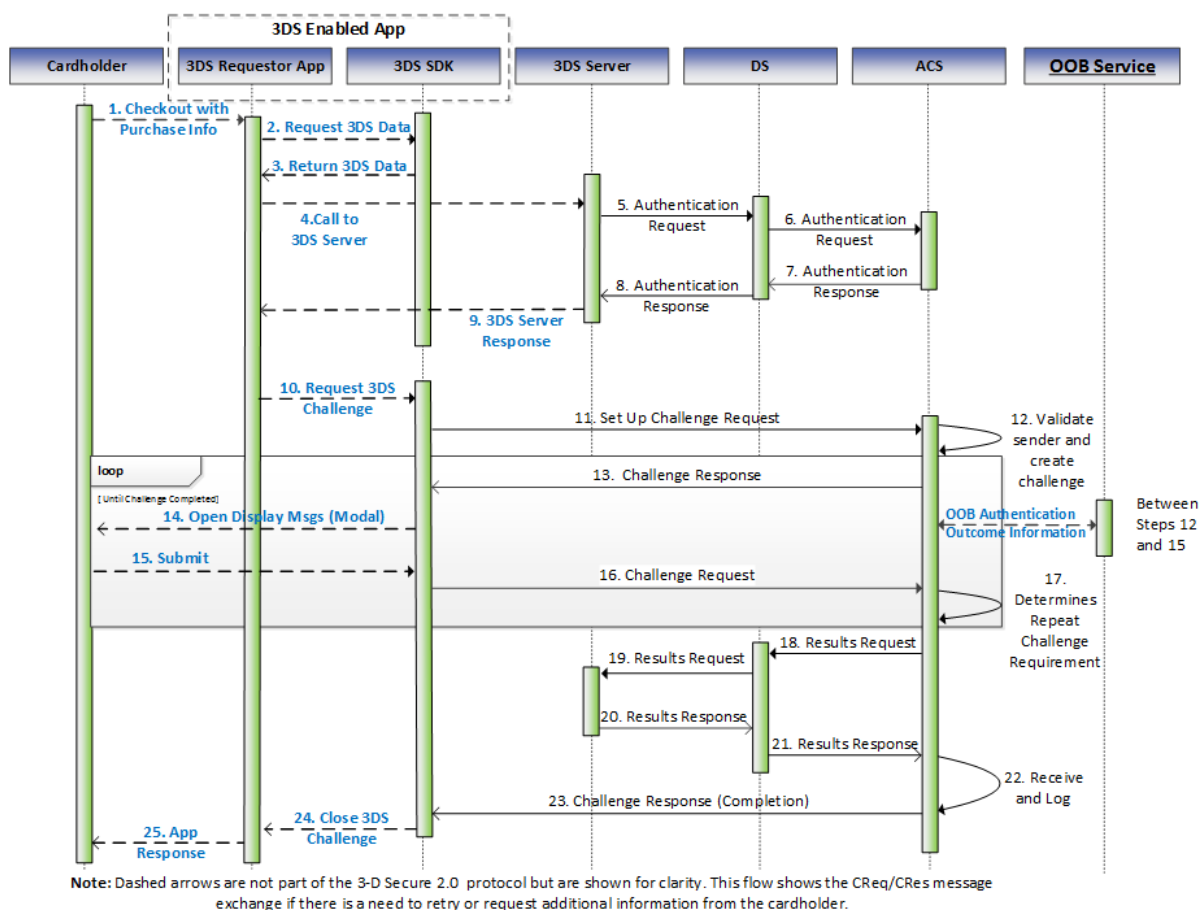 3DS Enabled App
Cardholder
3DS Requestor App
3DS SDK
3DS Server
DS
ACS
OOB Service
1. Checkout with
Purchase Info
2. Request 3DS Data
3. Return 3DS Data
4.Call to
3DS Server
5. Authentication
Request
6. Authentication
Request
7. Authentication
Response
8. Authentication
Response
9. 3DS Server
Response
10. Request 3DS
Challenge
11. Set Up Challenge Request
12. Validate
sender and
create
challenge
loop
[Until Challenge Completed]
13. Challenge Response
14. Open Display Msgs (Modal)
OOB Authentication
Outcome Information
Between
Steps 12
and 15
15. Submit
16. Challenge Request
17.
Determines
Repeat
Challenge
Requirement
18. Results Request
19. Results Request
20. Results Response
21. Results Response
22. Receive
and Log
23. Challenge Response (Completion)
24. Close 3DS
Challenge
25. App
Response
Note: Dashed arrows are not part of the 3-D Secure 2.0 protocol but are shown for clarity. This flow shows the CReq/CRes message
exchange if there is a need to retry or request additional information from the cardholder.